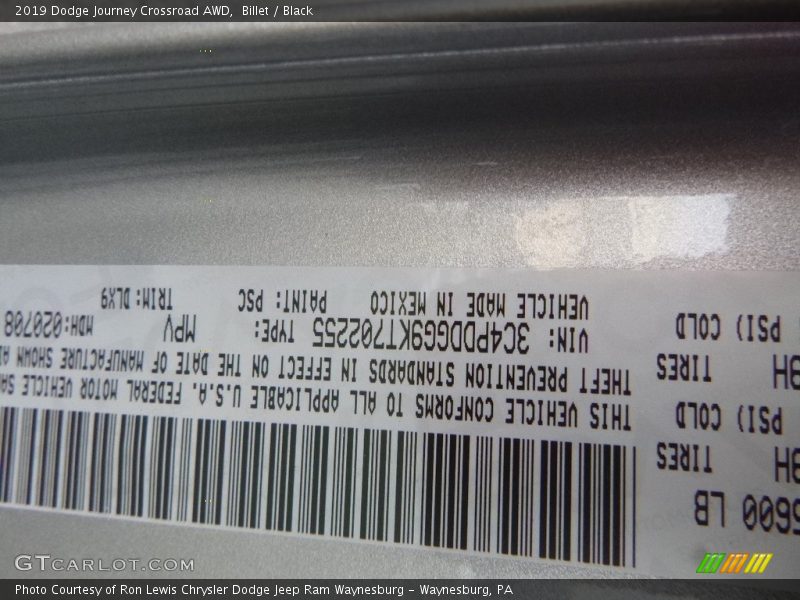 2019 Dodge Journey Crossroad AWD, Billet / Black
5600 LB
TIRES
PSI) COLD
TIRES
PSI) COLD
THIS VEHICLE CONFORMS TO ALL APPLICABLE U.S.A. FEDERAL MOTOR VEHICLE
THEFT PREVENTION STANDARDS IN EFFECT ON THE DATE OF MANUFACTURE SHOWN
VIN: 3C4PDDGG9KT702255 TYPE: MPV MDH:020708
VEHICLE MADE IN MEXICO PAINT: PSC TRIM: DLX9
GTCARLOT.COM
Photo Courtesy of Ron Lewis Chrysler Dodge Jeep Ram Waynesburg – Waynesburg, PA